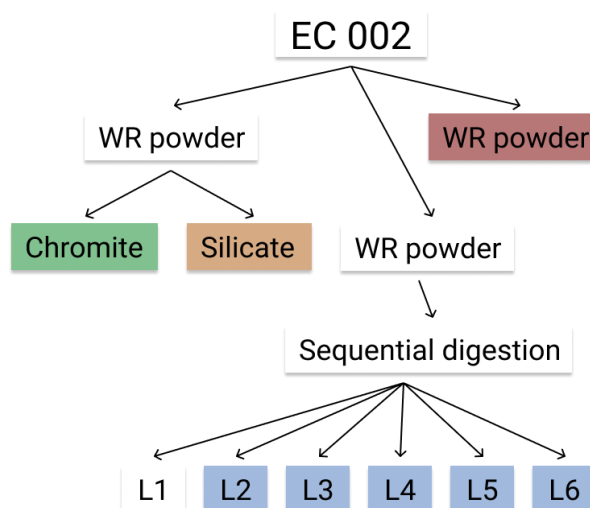 EC 002
WR powder
WR powder
Chromite
Silicate
WR powder
Sequential digestion
L1
L2
L3
L4
L5
L6